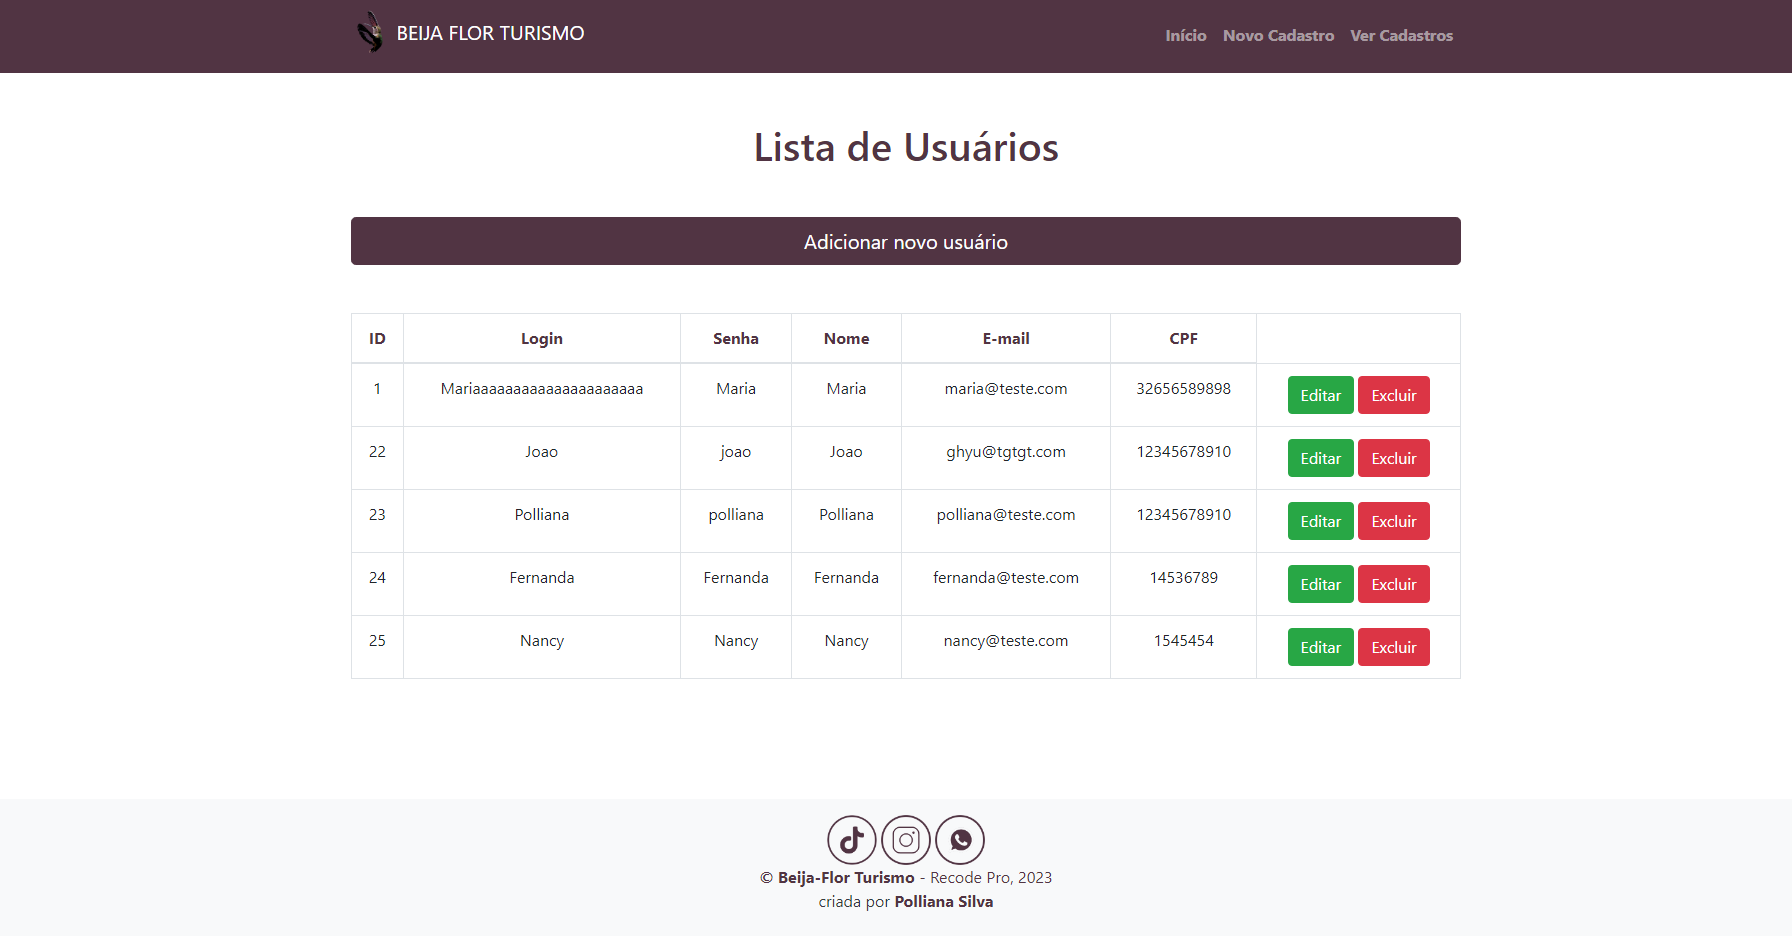 BEIJA FLOR TURISMO
Início Novo Cadastro Ver Cadastros
Lista de Usuários
Adicionar novo usuário
ID Login Senha Nome E-mail CPF
1 Mariaaaaaaaaaaaaaaaaaaaaa Maria Maria maria@teste.com 32656589898 Editar Excluir
22 Joao joao Joao ghyu@tgtgt.com 12345678910 Editar Excluir
23 Polliana polliana Polliana polliana@teste.com 12345678910 Editar Excluir
24 Fernanda Fernanda Fernanda fernanda@teste.com 14536789 Editar Excluir
25 Nancy Nancy Nancy nancy@teste.com 1545454 Editar Excluir
© Beija-Flor Turismo - Recode Pro, 2023
criada por Polliana Silva